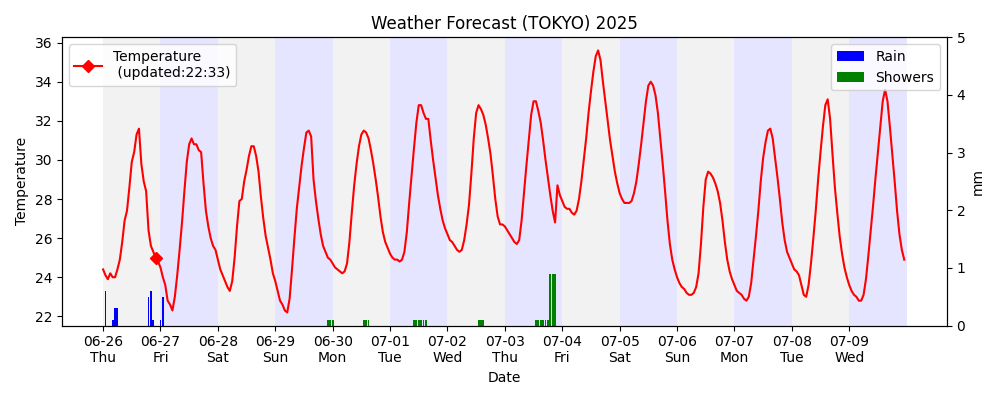 Weather Forecast (TOKYO) 2025
Temperature
(updated:22:33)
Rain
Showers
Temperature
36
34
32
30
28
26
24
22
5
4
3
2
1
0
mm
06-26 06-27 06-28 06-29 06-30 07-01 07-02 07-03 07-04 07-05 07-06 07-07 07-08 07-09
Thu Fri Sat Sun Mon Tue Wed Thu Fri Sat Sun Mon Tue Wed
Date